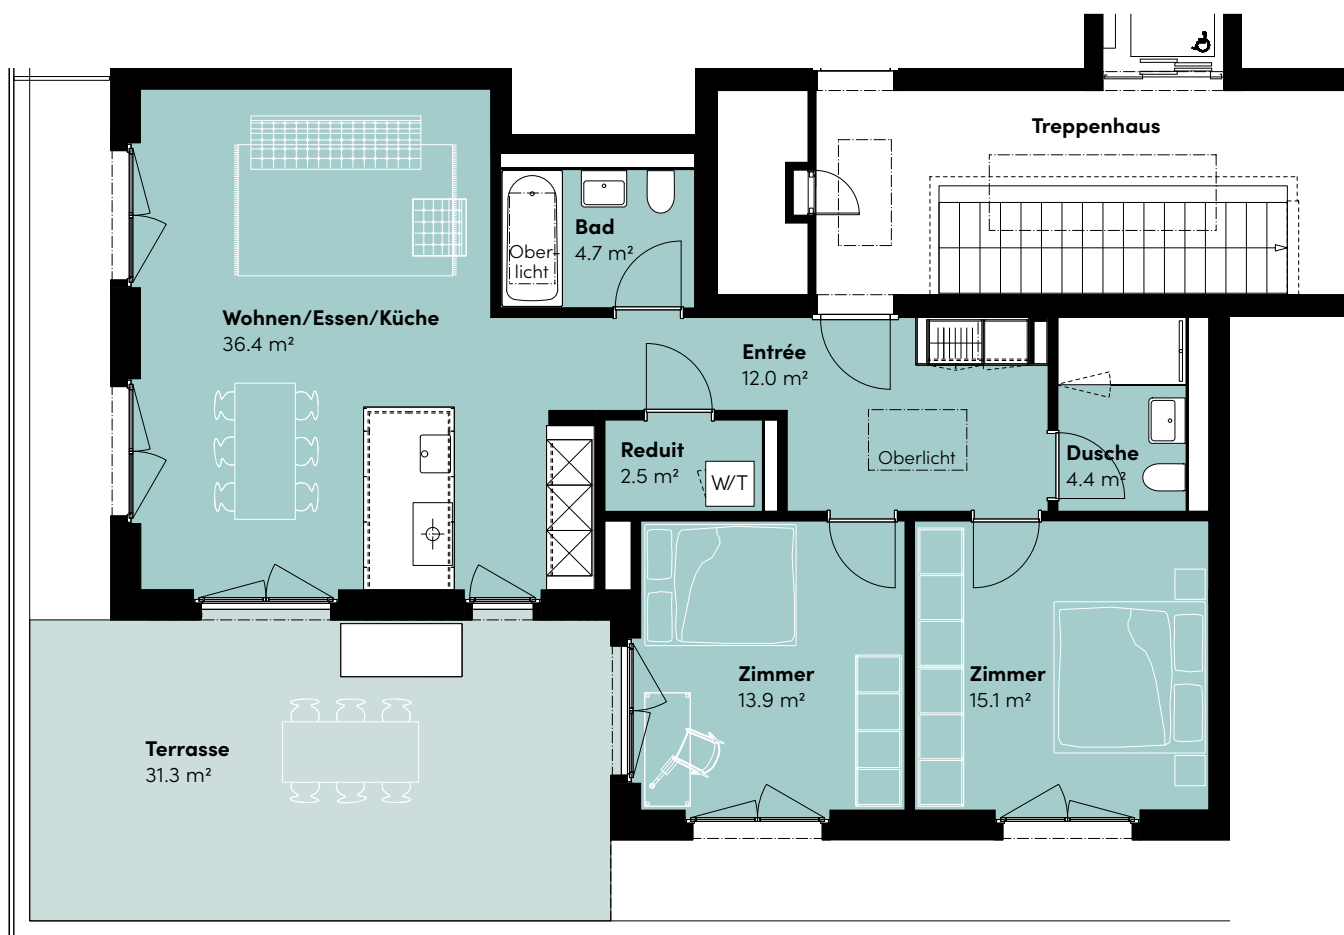 Treppenhaus
Bad
4.7 m²
Ober-
licht
Wohnen/Essen/Küche
36.4 m²
Entrée
12.0 m²
Reduit
2.5 m²
W/T
Oberlicht
Dusche
4.4 m²
Zimmer
13.9 m²
Zimmer
15.1 m²
Terrasse
31.3 m²